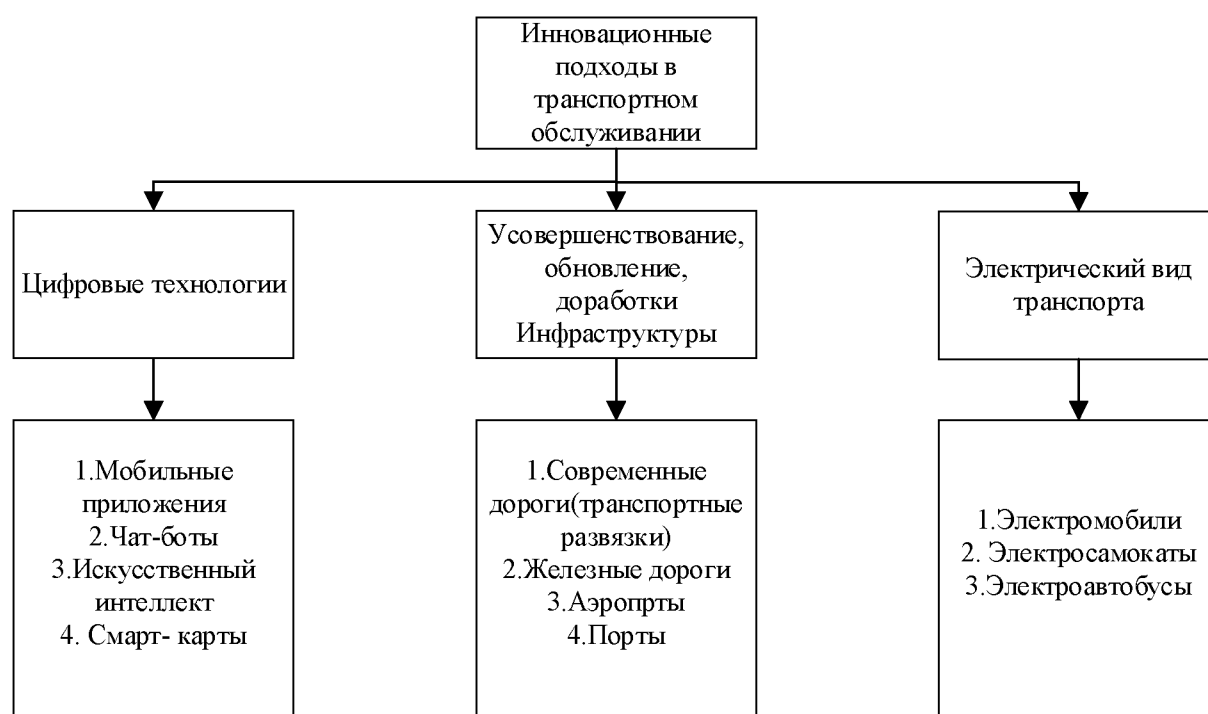 Инновационные
подходы в
транспортном
обслуживании
Цифровые технологии
Усовершенствование,
обновление,
доработки
Инфраструктуры
Электрический вид
транспорта
1.Мобильные
приложения
2.Чат-боты
3.Искусственный
интеллект
4. Смарт- карты
1.Современные
дороги(транспортные
развязки)
2.Железные дороги
3.Аэропрты
4.Порты
1.Электромобили
2. Электросамокаты
3.Электроавтобусы